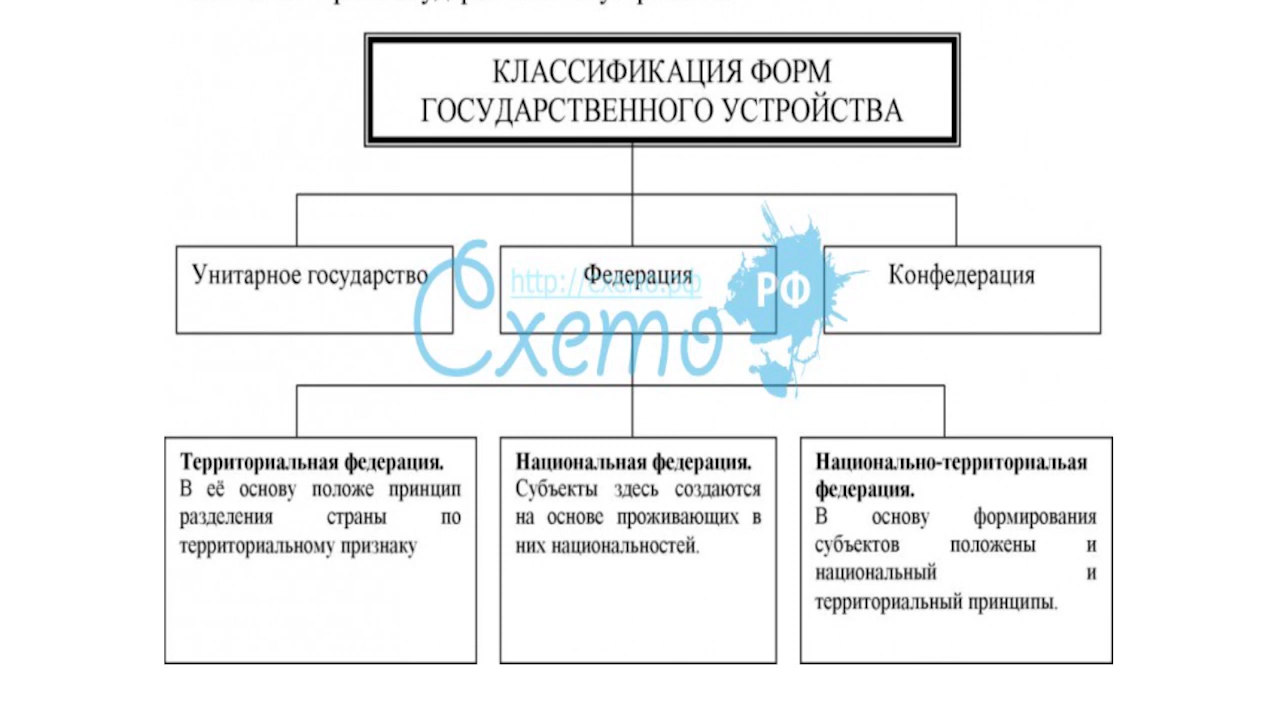 КЛАССИФИКАЦИЯ ФОРМ
ГОСУДАРСТВЕННОГО УСТРОЙСТВА
Унитарное государство
Федерация
Конфедерация
http://схемо.рф
Схемо
РФ
Территориальная федерация.
В её основу положе принцип
разделения страны по
территориальному признаку
Национальная федерация.
Субъекты здесь создаются
на основе проживающих в
них национальностей.
Национально-территориальая
федерация.
В основу формирования
субъектов положены и
национальный и
территориальный принципы.